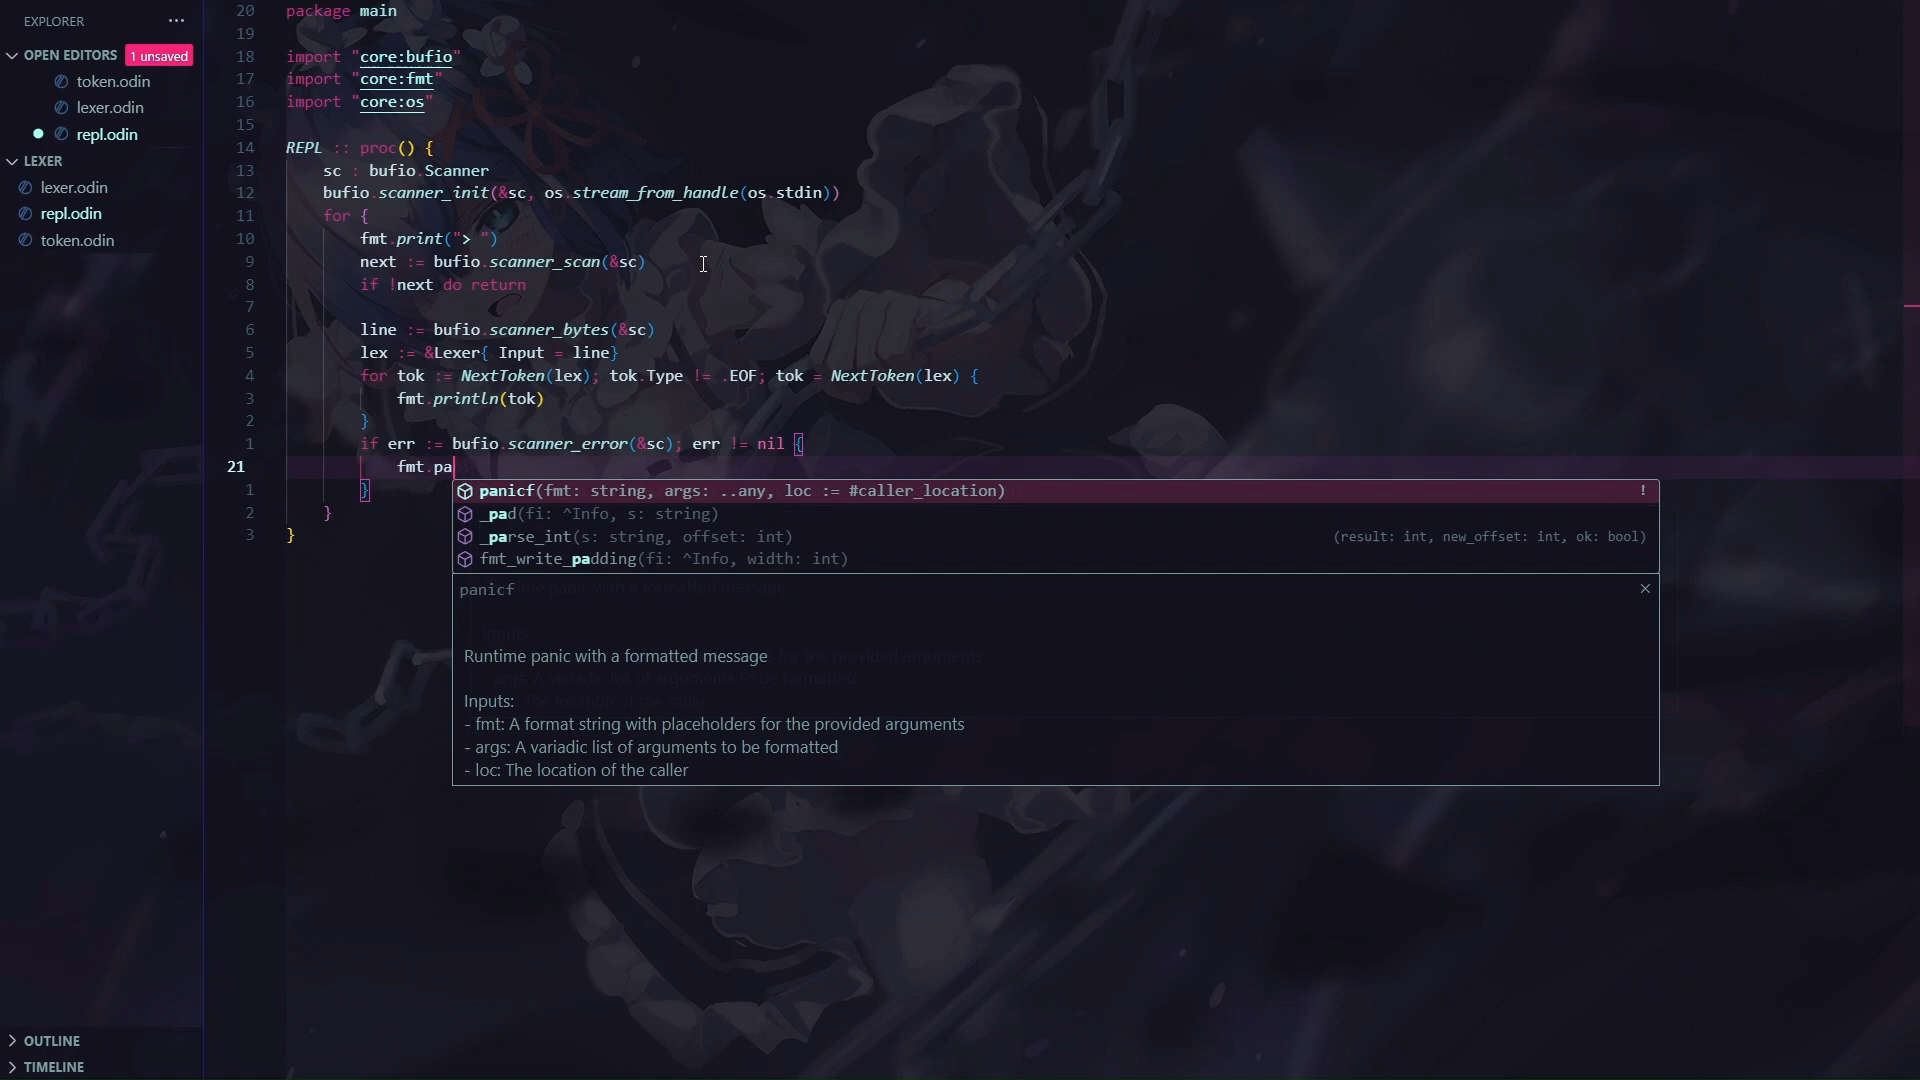 EXPLORER
OPEN EDITORS 1 unsaved
token.odin
lexer.odin
repl.odin
LEXER
lexer.odin
repl.odin
token.odin
OUTLINE
TIMELINE
20 package main
19
18 import "core:bufio"
17 import "core:fmt"
16 import "core:os"
15
14 REPL :: proc() {
13 sc : bufio.Scanner
12 bufio.scanner_init(&sc, os.stream_from_handle(os.stdin))
11 for {
10 fmt.print("> ")
9 next := bufio.scanner_scan(&sc)
8 if !next do return
7
6 line := bufio.scanner_bytes(&sc)
5 lex := &Lexer{ Input = line}
4 for tok := NextToken(lex); tok.Type != .EOF; tok = NextToken(lex) {
3 fmt.println(tok)
2 }
1 if err := bufio.scanner_error(&sc); err != nil {
21 fmt.pa
1 }
2 }
3 }
panicf(fmt: string, args: ..any, loc := #caller_location) !
_pad(fi: ^Info, s: string)
_parse_int(s: string, offset: int) (result: int, new_offset: int, ok: bool)
fmt_write_padding(fi: ^Info, width: int)
panicf
Runtime panic with a formatted message
Inputs:
- fmt: A format string with placeholders for the provided arguments
- args: A variadic list of arguments to be formatted
- loc: The location of the caller